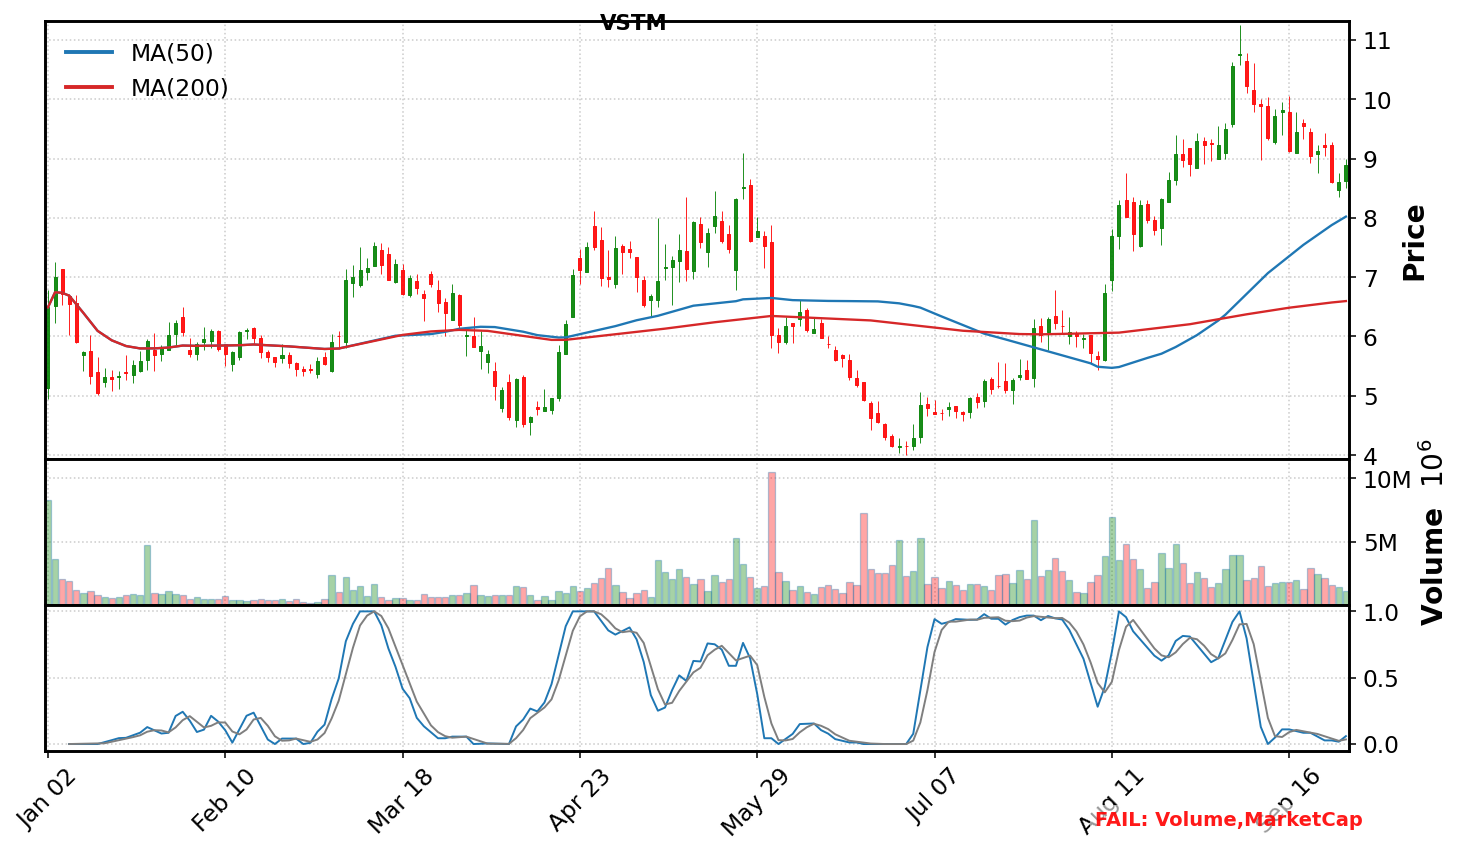 VSTM
MA(50)
MA(200)
11
10
9
8
7
6
5
4
Price
10M
5M
Volume 10^6
1.0
0.5
0.0
Jan 02
Feb 10
Mar 18
Apr 23
May 29
Jul 07
Aug 11
Sep 16
FAIL: Volume,MarketCap